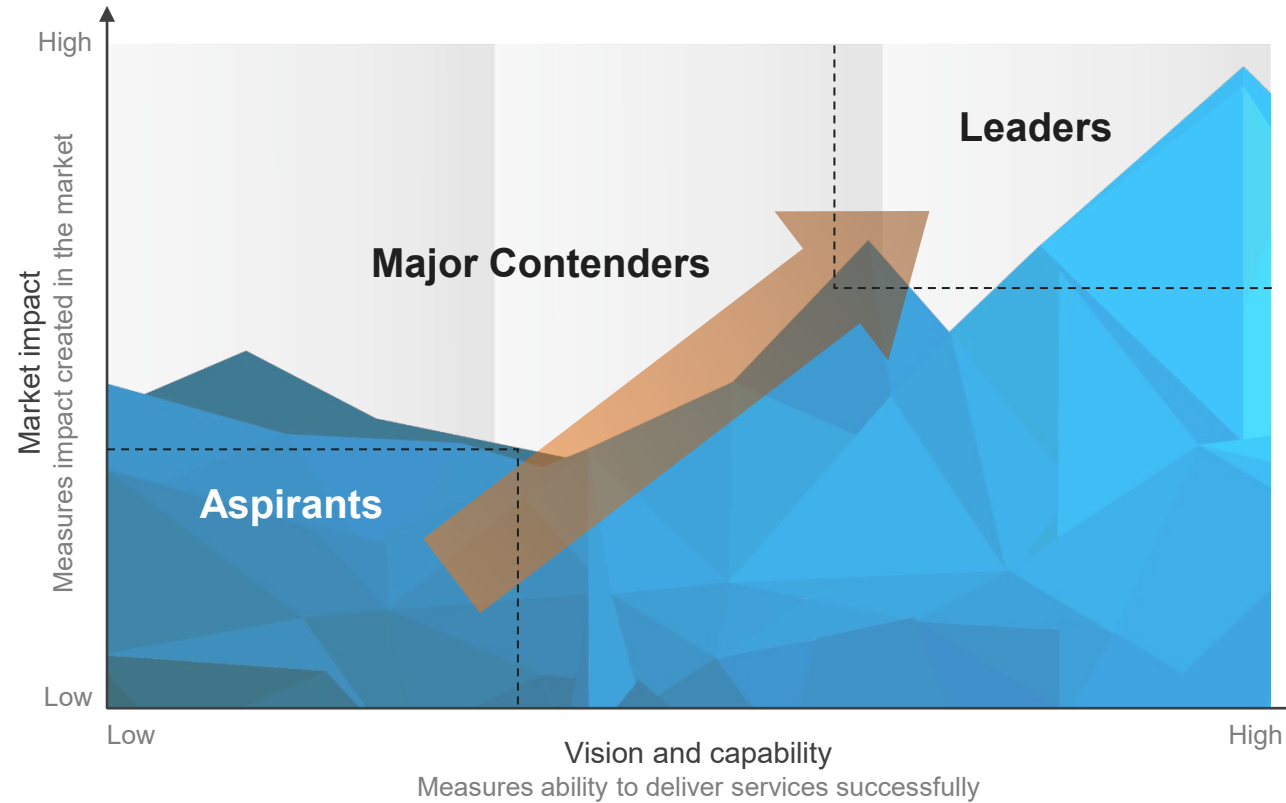 High
Leaders
Major Contenders
Market impact
Measures impact created in the market
Aspirants
Low
Low
High
Vision and capability
Measures ability to deliver services successfully